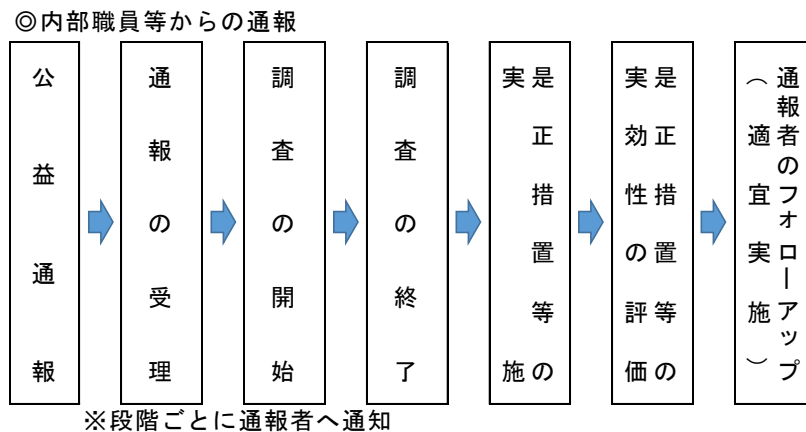 ◎内部職員等からの通報
公益通報
通報の受理
調査の開始
調査の終了
是正措置等の
実施
是正措置等の
実効性の評価
通報者のフォローアップ
（適宜実施）
※段階ごとに通報者へ通知